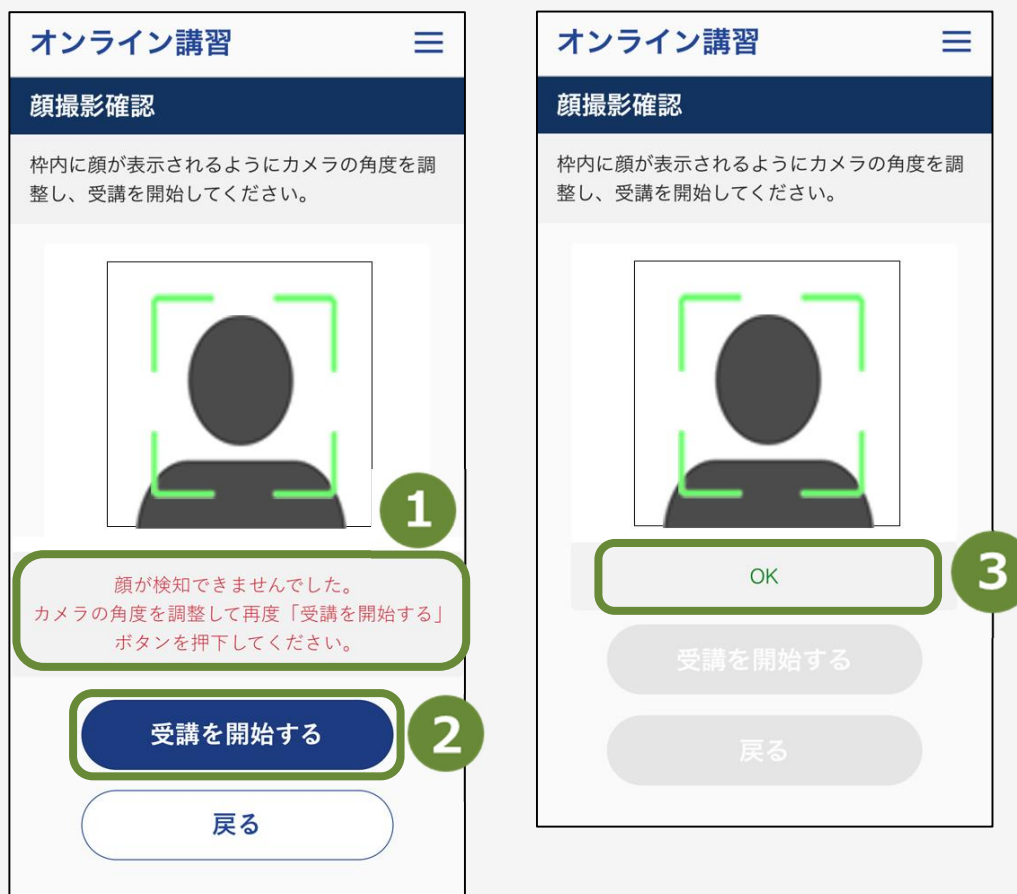 オンライン講習
顔撮影確認
枠内に顔が表示されるようにカメラの角度を調
整し、受講を開始してください。
1
顔が検知できませんでした。
カメラの角度を調整して再度「受講を開始する」
ボタンを押下してください。
受講を開始する
2
戻る
オンライン講習
顔撮影確認
枠内に顔が表示されるようにカメラの角度を調
整し、受講を開始してください。
OK
3
受講を開始する
戻る